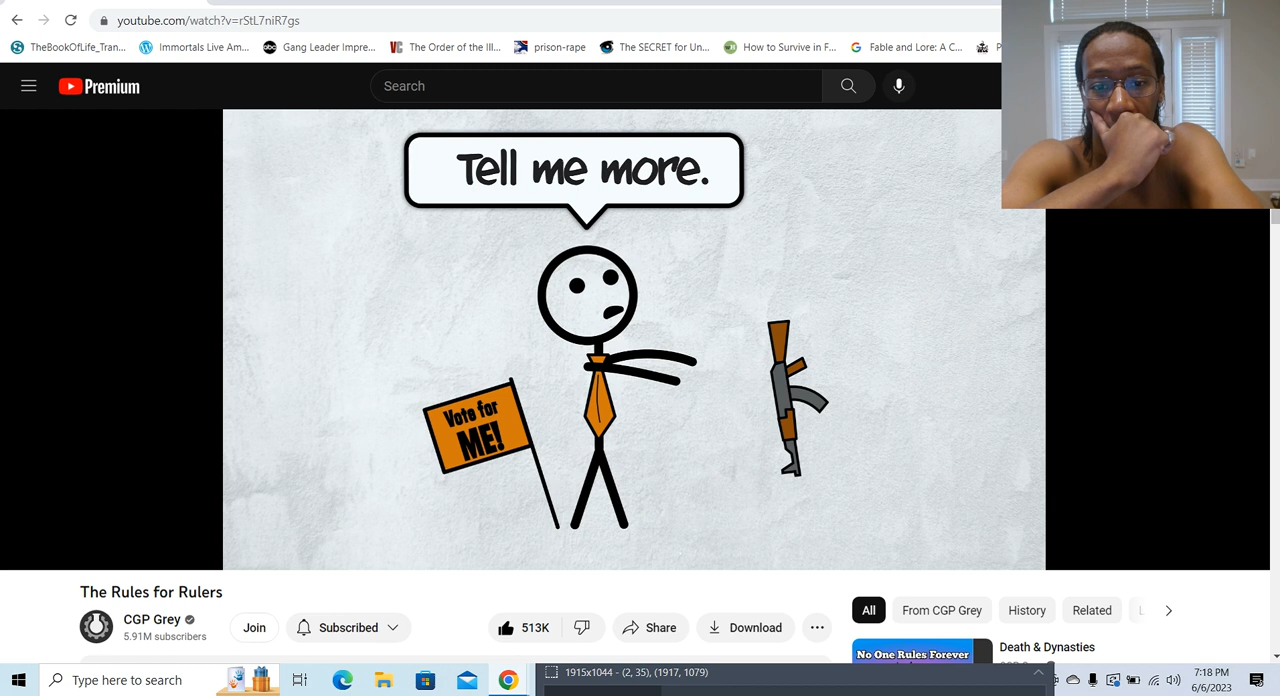 youtube.com/watch?v=rStL7niR7gs
TheBookOfLife_Tran... Immortals Live Am... Gang Leader Impre... The Order of the Ill... prison-rape The SECRET for Un... How to Survive in F... Fable and Lore: A C...
Premium
Search
Tell me more.
Vote for
ME!
The Rules for Rulers
CGP Grey
5.91M subscribers
Join
Subscribed
513K
Share
Download
All
From CGP Grey
History
Related
No One Rules Forever
Death & Dynasties
Type here to search
1915x1044 - (2, 35), (1917, 1079)
7:18 PM
6/6/2023